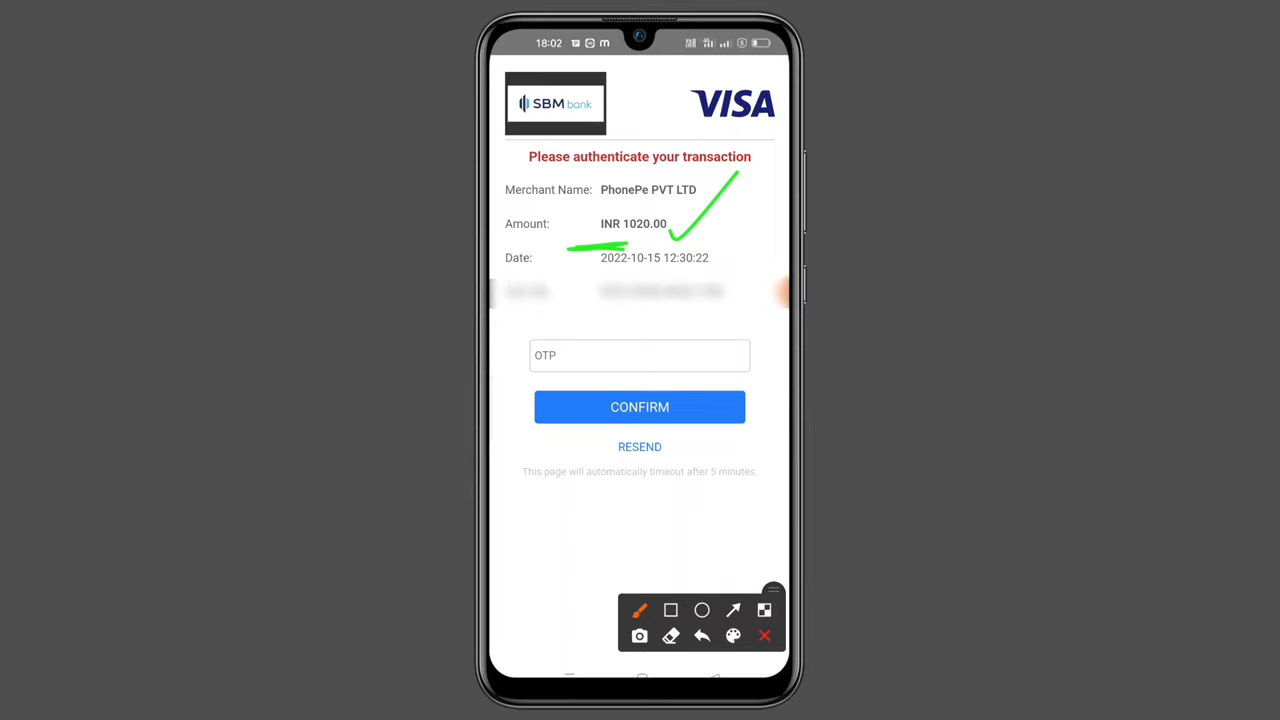 18:02
SBM bank
VISA
Please authenticate your transaction
Merchant Name: PhonePe PVT LTD
Amount: INR 1020.00
Date: 2022-10-15 12:30:22
OTP
CONFIRM
RESEND
This page will automatically timeout after 5 minutes.